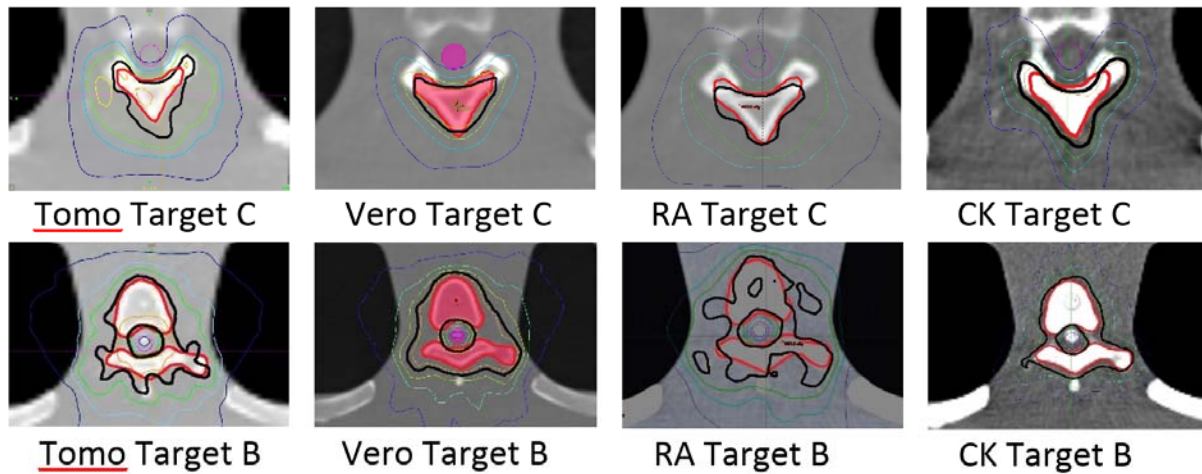 Tomo Target C
Vero Target C
RA Target C
CK Target C
Tomo Target B
Vero Target B
RA Target B
CK Target B